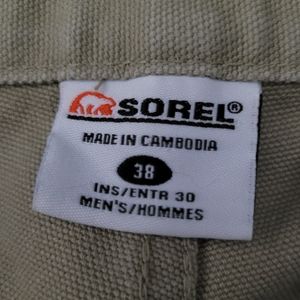 SOREL®
MADE IN CAMBODIA
38
INS/ENTR 30
MEN'S/HOMMES